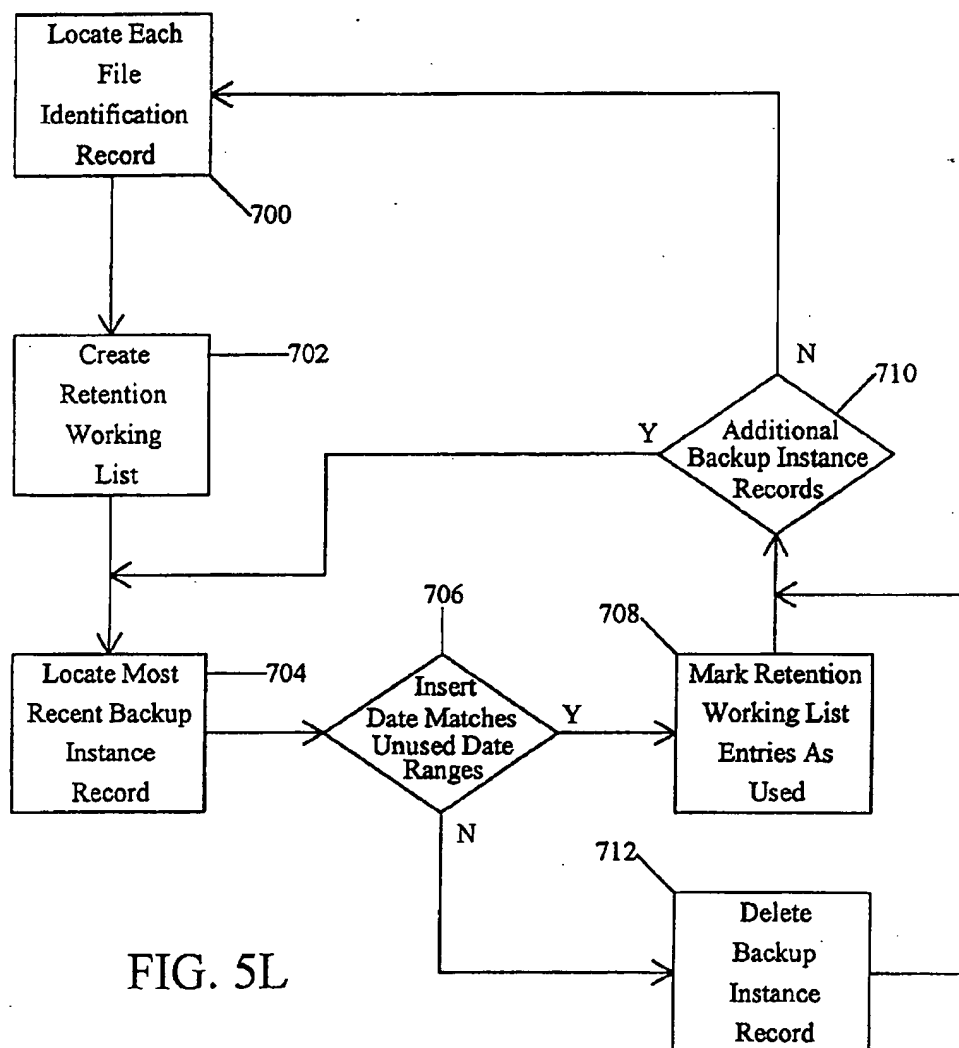 Locate Each
File
Identification
Record
700
Create
Retention
Working
List
702
N
710
Y
Additional
Backup Instance
Records
Locate Most
Recent Backup
Instance
Record
704
706
Insert
Date Matches
Unused Date
Ranges
Y
N
708
Mark Retention
Working List
Entries As
Used
712
Delete
Backup
Instance
Record
FIG. 5L